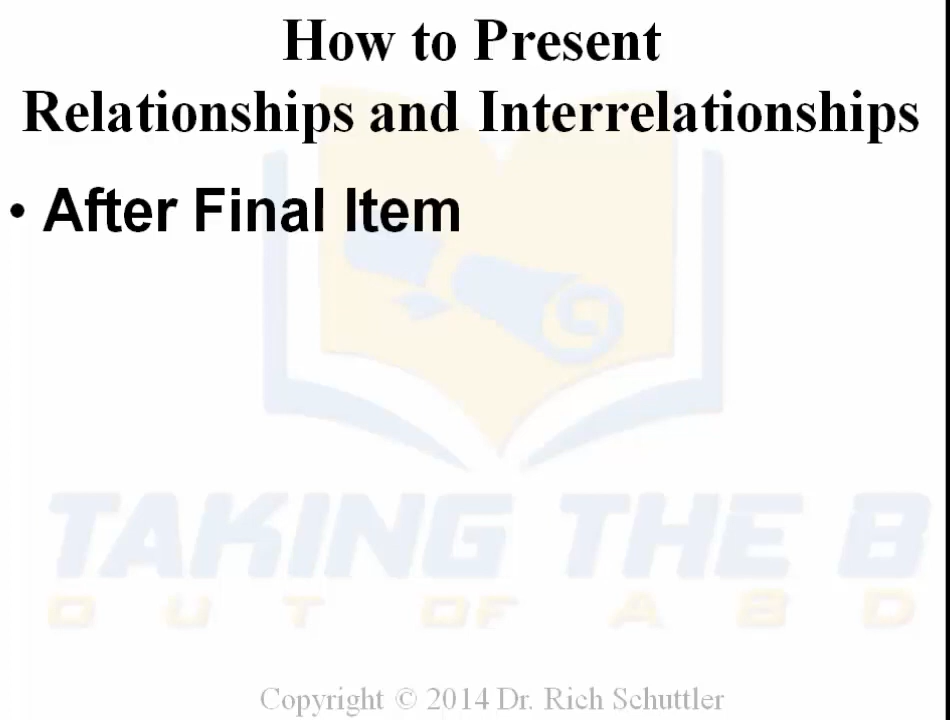 How to Present
Relationships and Interrelationships
• After Final Item
TAKING THE B
OUT OF ABD
Copyright © 2014 Dr. Rich Schuttler